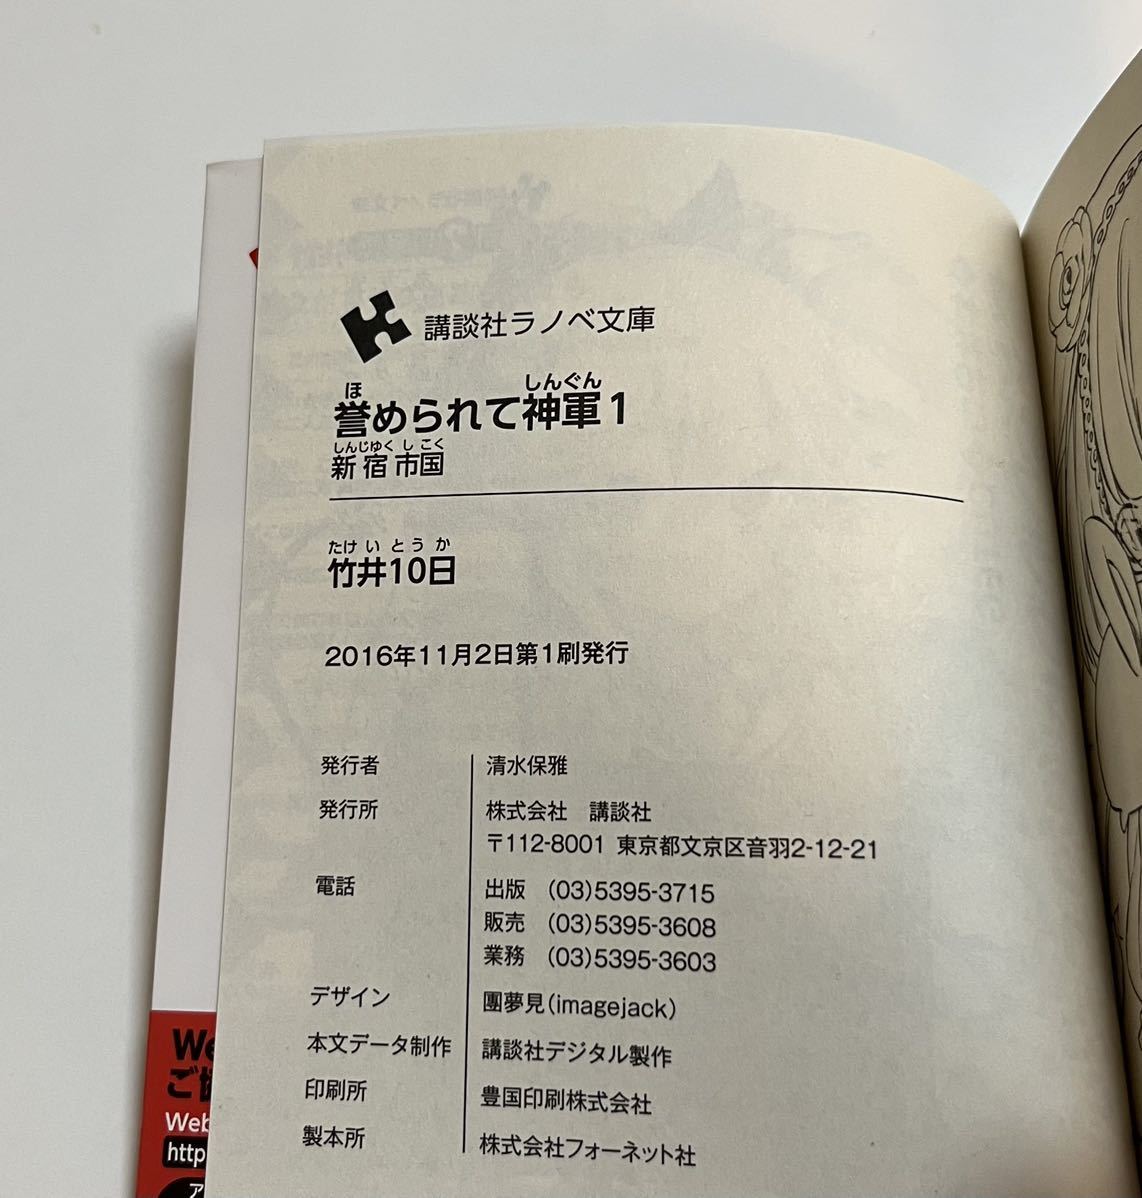 講談社ラノベ文庫
ほ しんぐん
誉められて神軍1
しんじゆく し こく
新宿市国
たけ い とう か
竹井10日
2016年11月2日第1刷発行
発行者 清水保雅
発行所 株式会社 講談社
〒112-8001 東京都文京区音羽2-12-21
電話 出版 (03)5395-3715
販売 (03)5395-3608
業務 (03)5395-3603
デザイン 團夢見(imagejack)
本文データ制作 講談社デジタル製作
印刷所 豊国印刷株式会社
製本所 株式会社フォーネット社
We
ご
Web
http
ア